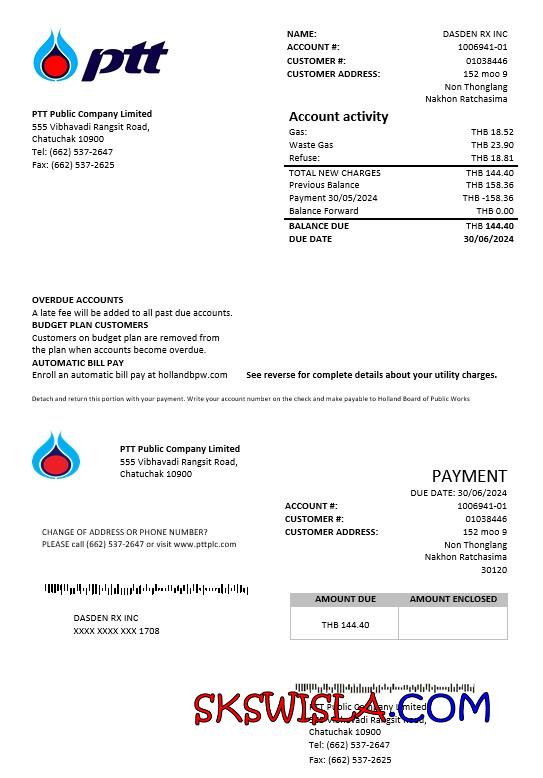 ptt
NAME: DASDEN RX INC
ACCOUNT #: 1006941-01
CUSTOMER #: 01038446
CUSTOMER ADDRESS: 152 moo 9
Non Thonglang
Nakhon Ratchasima
PTT Public Company Limited
555 Vibhavadi Rangsit Road,
Chatuchak 10900
Tel: (662) 537-2647
Fax: (662) 537-2625
Account activity
Gas: THB 18.52
Waste Gas THB 23.90
Refuse: THB 18.81
TOTAL NEW CHARGES THB 144.40
Previous Balance THB 158.36
Payment 30/05/2024 THB -158.36
Balance Forward THB 0.00
BALANCE DUE THB 144.40
DUE DATE 30/06/2024
OVERDUE ACCOUNTS
A late fee will be added to all past due accounts.
BUDGET PLAN CUSTOMERS
Customers on budget plan are removed from
the plan when accounts become overdue.
AUTOMATIC BILL PAY
Enroll an automatic bill pay at hollandbpw.com See reverse for complete details about your utility charges.
Detach and return this portion with your payment. Write your account number on the check and make payable to Holland Board of Public Works
PTT Public Company Limited
555 Vibhavadi Rangsit Road,
Chatuchak 10900
PAYMENT
DUE DATE: 30/06/2024
ACCOUNT #: 1006941-01
CUSTOMER #: 01038446
CUSTOMER ADDRESS: 152 moo 9
Non Thonglang
Nakhon Ratchasima
30120
CHANGE OF ADDRESS OR PHONE NUMBER?
PLEASE call (662) 537-2647 or visit www.pttplc.com
DASDEN RX INC
XXXX XXXX XXX 1708
AMOUNT DUE AMOUNT ENCLOSED
THB 144.40
SKSWISLA.COM
PTT Public Company Limited
555 Vibhavadi Rangsit Road,
Chatuchak 10900
Tel: (662) 537-2647
Fax: (662) 537-2625